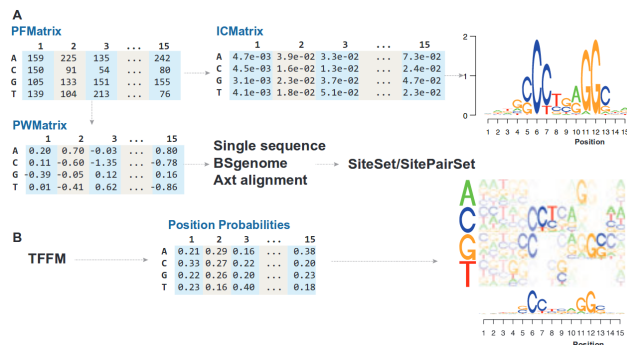 A
PFMatrix
1 2 3 ... 15
A 159 225 135 ... 242
C 150 91 54 ... 80
G 105 133 151 ... 155
T 139 104 213 ... 76
ICMatrix
1 2 3 ... 15
A 4.7e-03 3.9e-02 3.3e-02 ... 7.3e-02
C 4.5e-03 1.6e-02 1.3e-02 ... 2.4e-02
G 3.1e-03 2.3e-02 3.7e-02 ... 4.7e-02
T 4.1e-03 1.8e-02 5.1e-02 ... 2.3e-02
2
1
0
1 2 3 4 5 6 7 8 9 10 11 12 13 14 15
Position
PWMatrix
1 2 3 ... 15
A 0.20 0.70 -0.03 ... 0.80
C 0.11 -0.60 -1.35 ... -0.78
G -0.39 -0.05 0.12 ... 0.16
T 0.01 -0.41 0.62 ... -0.86
Single sequence
BSgenome
Axt alignment
SiteSet/SitePairSet
B
TFFM
Position Probabilities
1 2 3 ... 15
A 0.21 0.29 0.16 ... 0.38
C 0.33 0.27 0.22 ... 0.20
G 0.22 0.26 0.20 ... 0.23
T 0.23 0.16 0.40 ... 0.18
A
C
G
T
1 2 3 4 5 6 7 8 9 10 11 12 13 14 15
Position